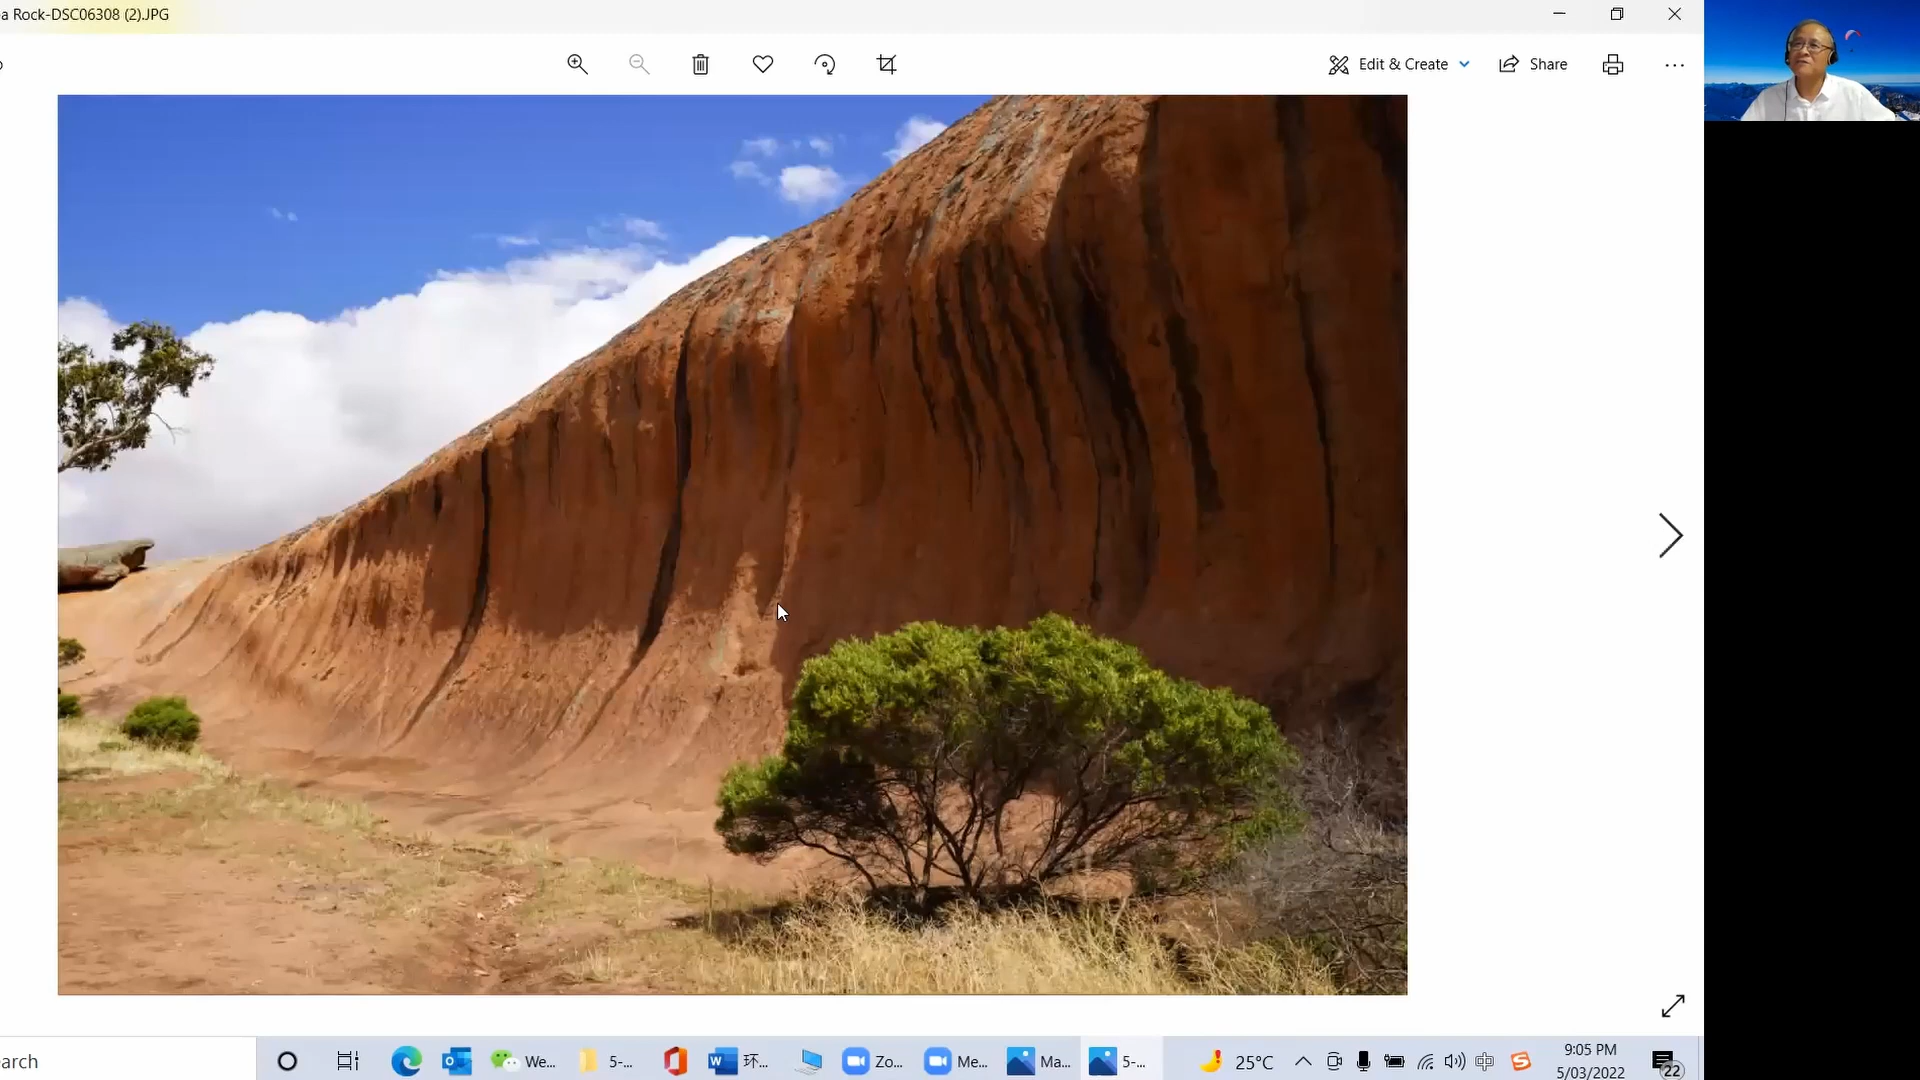 a Rock-DSC06308 (2).JPG
Edit & Create
Share
earch
We...
5-...
环...
Zo...
Me...
Ma...
5-...
25°C
9:05 PM
5/03/2022
22